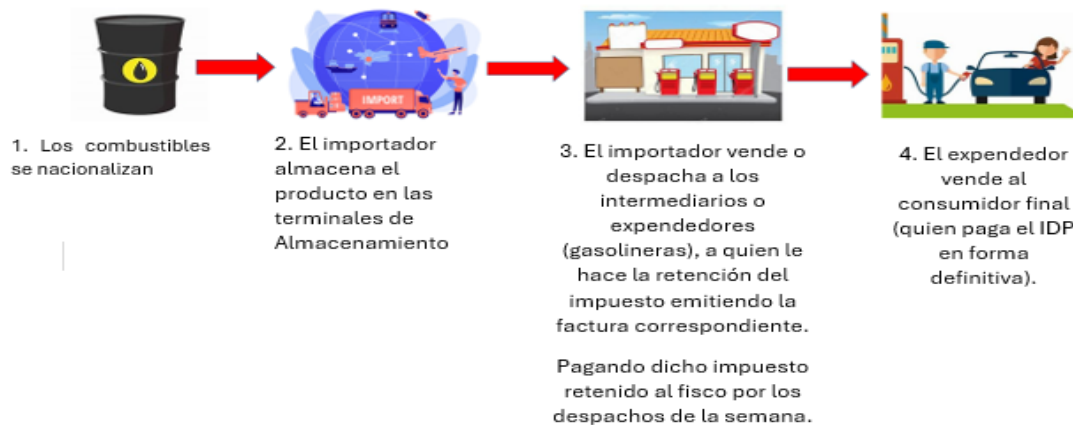 IMPORT
1. Los combustibles
se nacionalizan
2. El importador
almacena el
producto en las
terminales de
Almacenamiento
3. El importador vende o
despacha a los
intermediarios o
expendedores
(gasolineras), a quien le
hace la retención del
impuesto emitiendo la
factura correspondiente.
Pagando dicho impuesto
retenido al fisco por los
despachos de la semana.
4. El expendedor
vende al
consumidor final
(quien paga el IDP
en forma
definitiva).